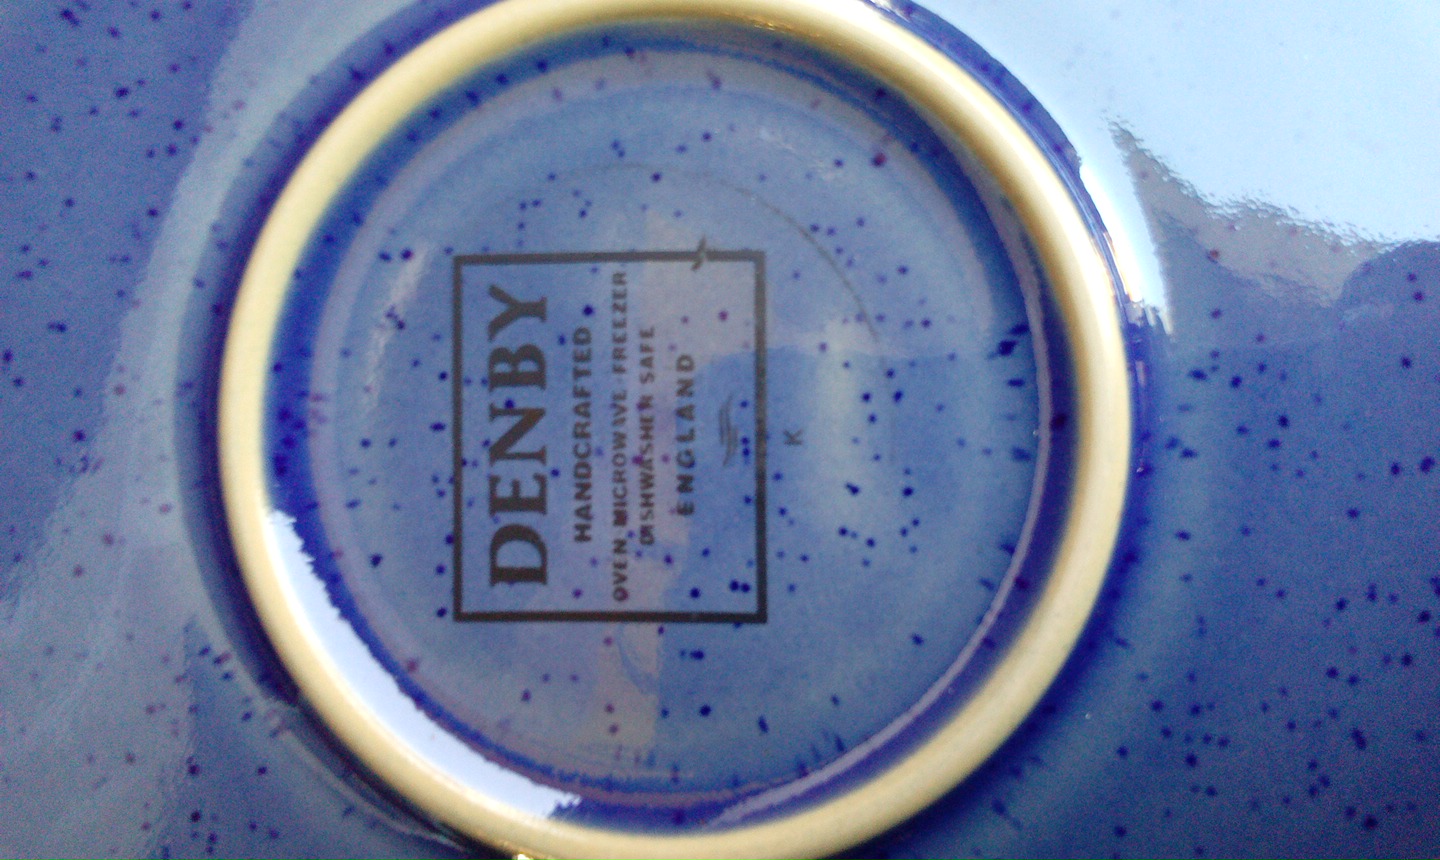 DENBY
HANDCRAFTED
OVEN·MICROWAVE·FREEZER
DISHWASHER SAFE
ENGLAND
K